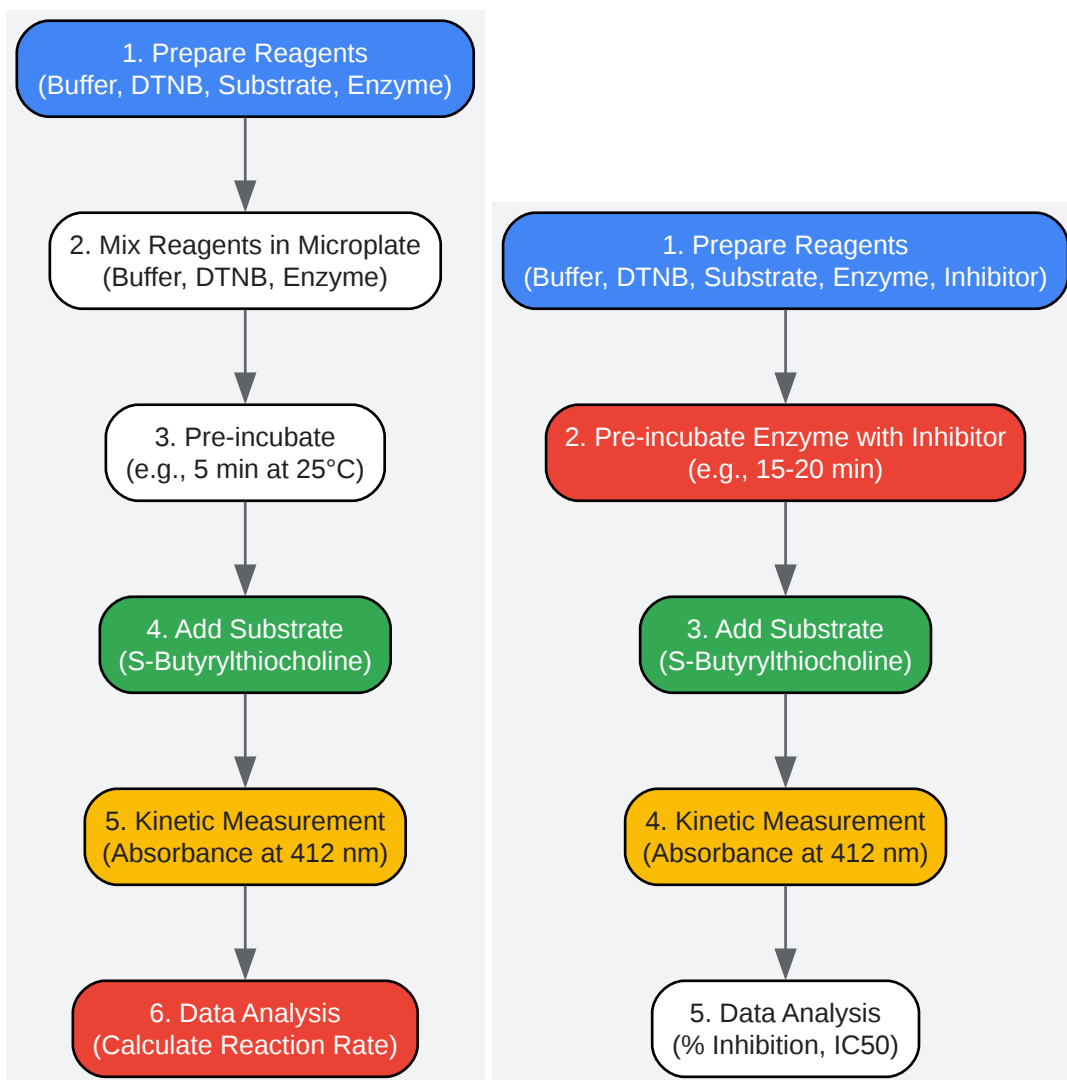 1. Prepare Reagents
(Buffer, DTNB, Substrate, Enzyme)
2. Mix Reagents in Microplate
(Buffer, DTNB, Enzyme)
3. Pre-incubate
(e.g., 5 min at 25°C)
4. Add Substrate
(S-Butyrylthiocholine)
5. Kinetic Measurement
(Absorbance at 412 nm)
6. Data Analysis
(Calculate Reaction Rate)
1. Prepare Reagents
(Buffer, DTNB, Substrate, Enzyme, Inhibitor)
2. Pre-incubate Enzyme with Inhibitor
(e.g., 15-20 min)
3. Add Substrate
(S-Butyrylthiocholine)
4. Kinetic Measurement
(Absorbance at 412 nm)
5. Data Analysis
(% Inhibition, IC50)